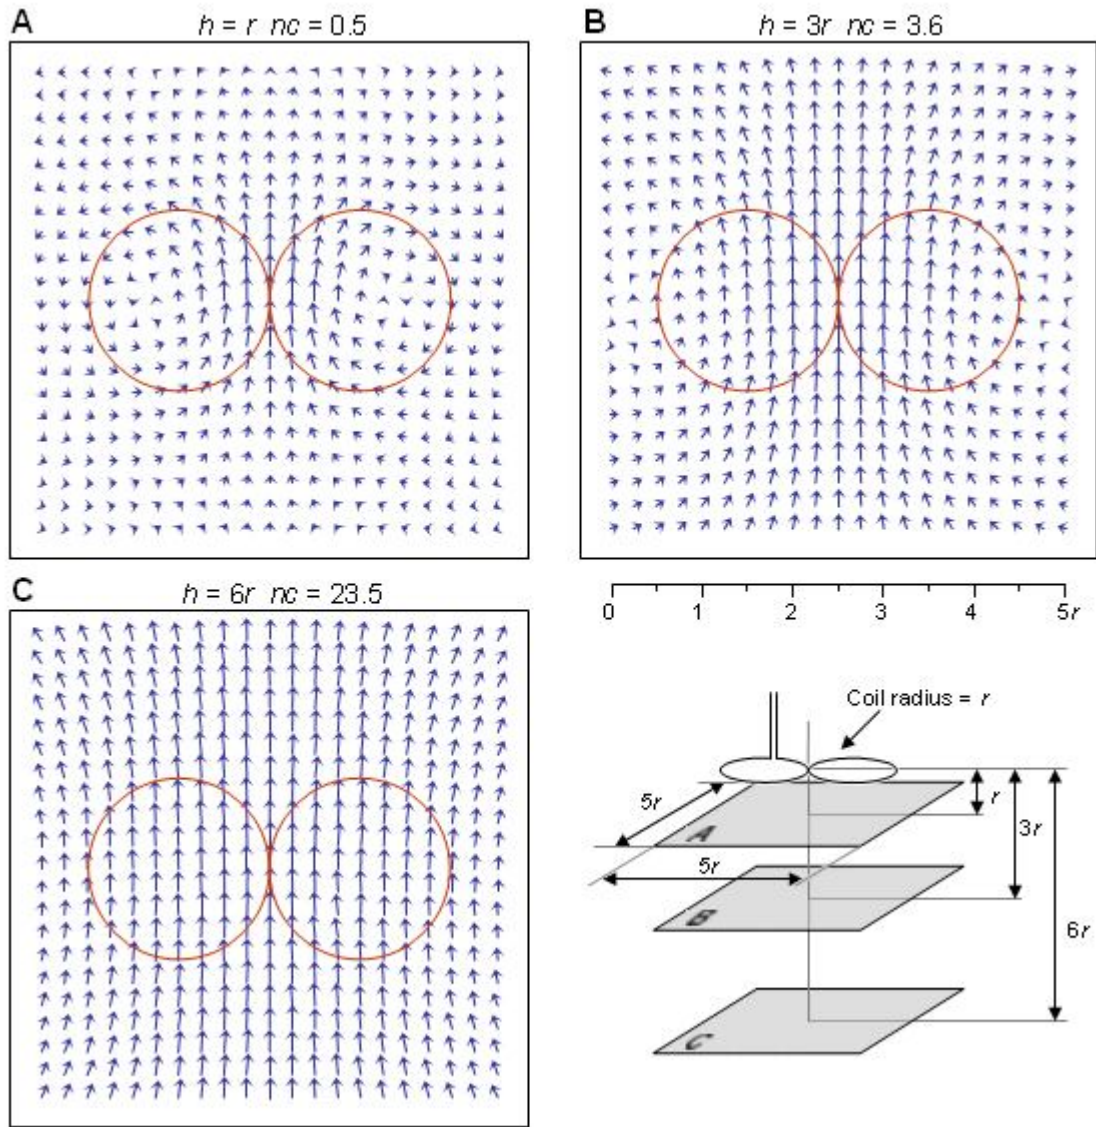 A
h = r nc = 0.5
B
h = 3r nc = 3.6
C
h = 6r nc = 23.5
0 1 2 3 4 5r
Coil radius = r
5r
A
r
3r
5r
B
6r
C